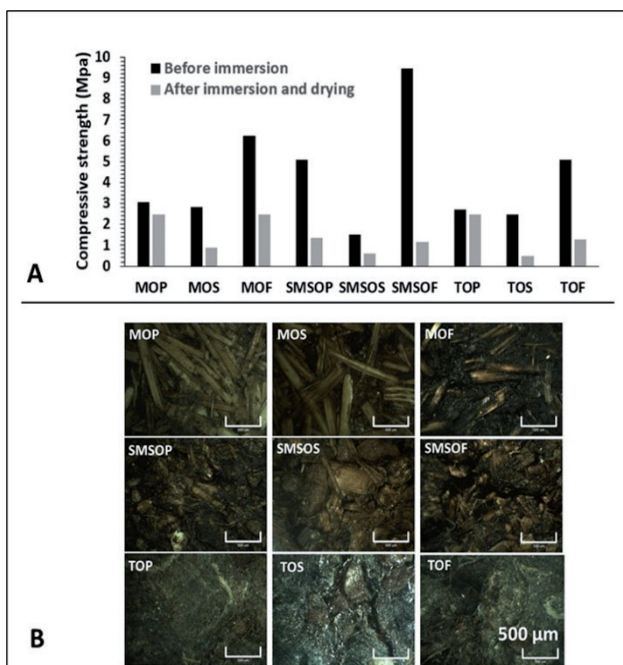 10
9
8
7
6
5
4
3
2
1
0
Compressive strength (Mpa)
Before immersion
After immersion and drying
MOP MOS MOF SMSOP SMSOS SMSOF TOP TOS TOF
A
MOP MOS MOF
SMSOP SMSOS SMSOF
TOP TOS TOF
500 µm
B